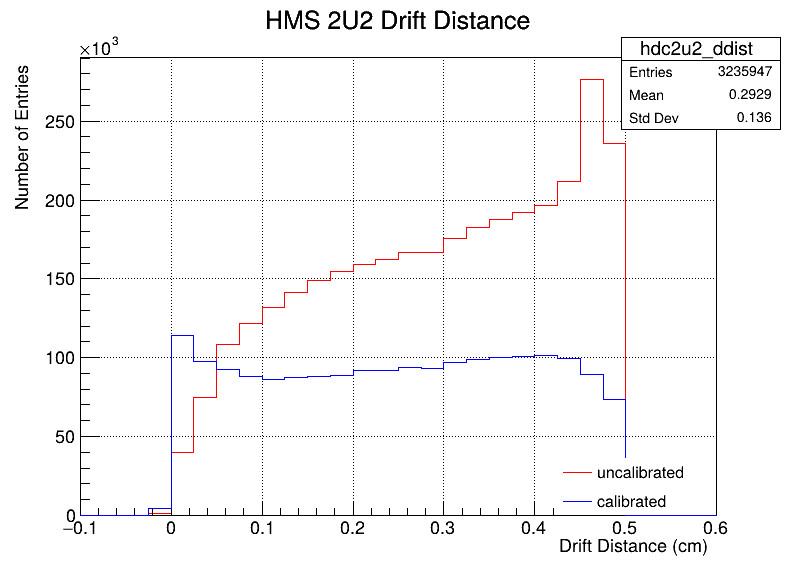 HMS 2U2 Drift Distance
×10³
hdc2u2_ddist
Entries 3235947
Mean 0.2929
Std Dev 0.136
Number of Entries
250
200
150
100
50
0
uncalibrated
calibrated
−0.1 0 0.1 0.2 0.3 0.4 0.5 0.6
Drift Distance (cm)